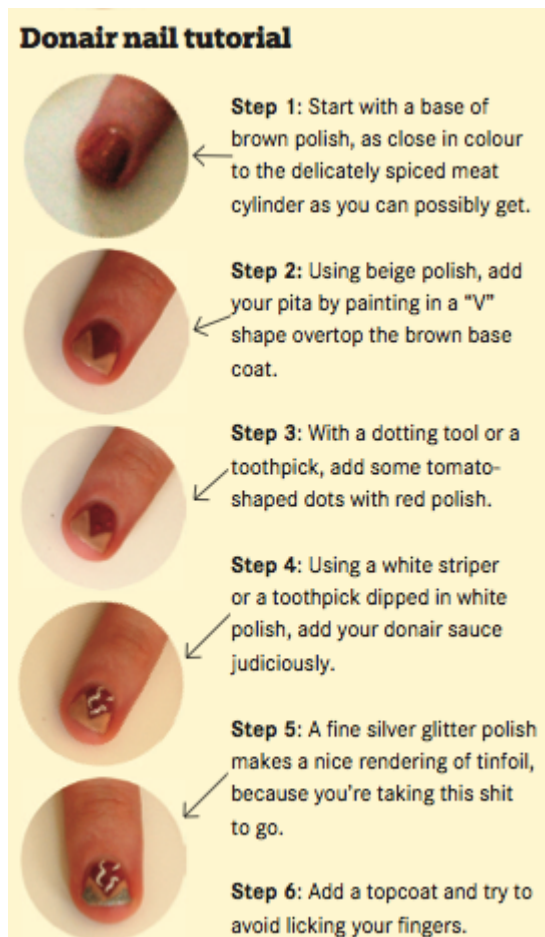 Donair nail tutorial
Step 1: Start with a base of
brown polish, as close in colour
to the delicately spiced meat
cylinder as you can possibly get.
Step 2: Using beige polish, add
your pita by painting in a “V”
shape overtop the brown base
coat.
Step 3: With a dotting tool or a
toothpick, add some tomato-
shaped dots with red polish.
Step 4: Using a white striper
or a toothpick dipped in white
polish, add your donair sauce
judiciously.
Step 5: A fine silver glitter polish
makes a nice rendering of tinfoil,
because you’re taking this shit
to go.
Step 6: Add a topcoat and try to
avoid licking your fingers.